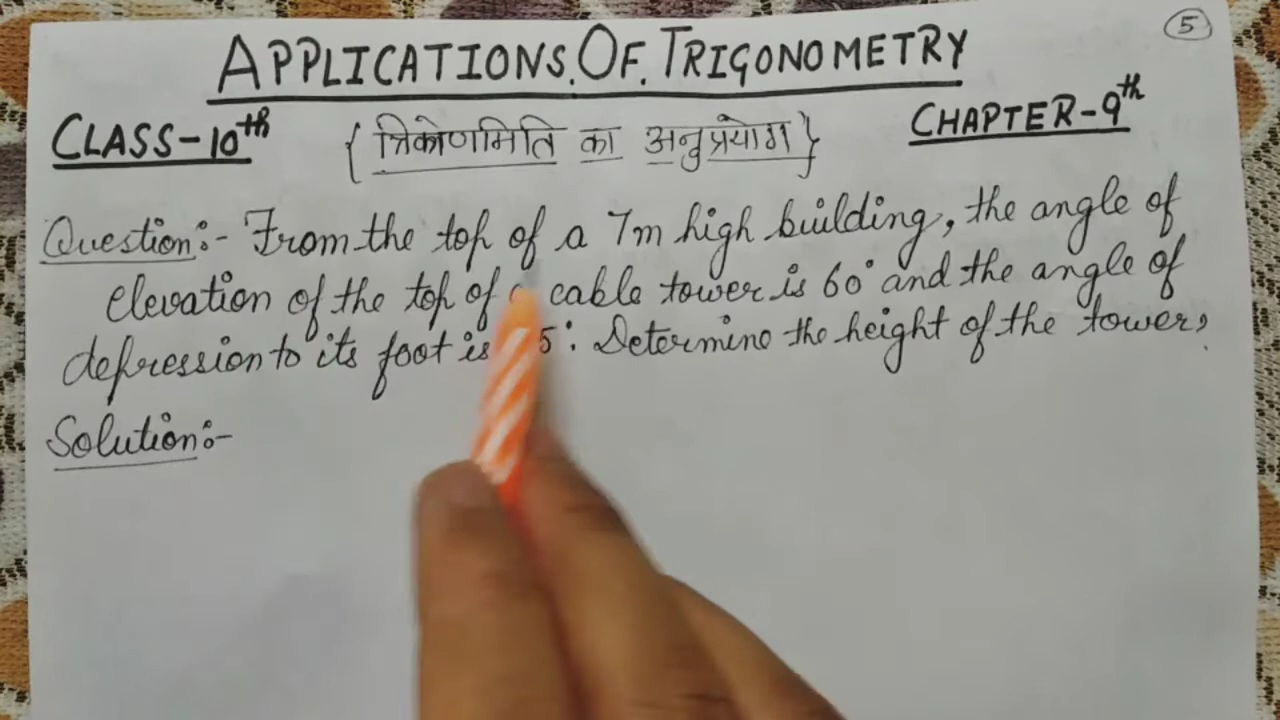 5
APPLICATIONS.OF.TRIGONOMETRY
CLASS-10th {त्रिकोणमिति का अनुप्रयोग} CHAPTER-9th
Question:- From the top of a 7m high building, the angle of
elevation of the top of cable tower is 60° and the angle of
depression to its foot is 5°. Determine the height of the tower.
Solution:-